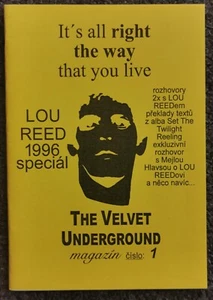 It's all right
the way
that you live
LOU
REED
1996
speciál
rozhovory
2x s LOU
REEDem
překlady textů
z alba Set The
Twilight
Reeling
exkluzivní
rozhovor
s Mejlou
Hlavsou o LOU
REEDovi
a něco navíc...
THE VELVET
UNDERGROUND
magazín číslo: 1